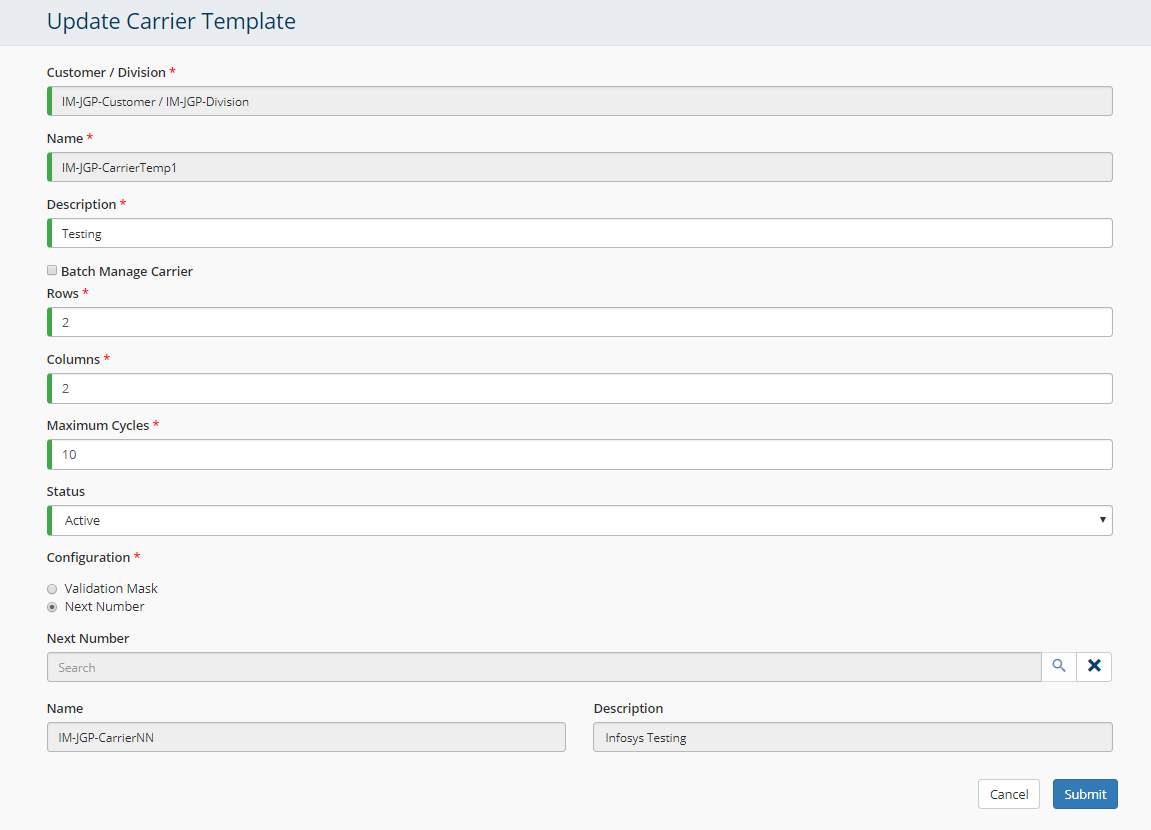 Update Carrier Template
Customer / Division *
IM-JGP-Customer / IM-JGP-Division
Name *
IM-JGP-CarrierTemp1
Description *
Testing
Batch Manage Carrier
Rows *
2
Columns *
2
Maximum Cycles *
10
Status
Active
Configuration *
Validation Mask
Next Number
Next Number
Search
Name Description
IM-JGP-CarrierNN Infosys Testing
Cancel Submit